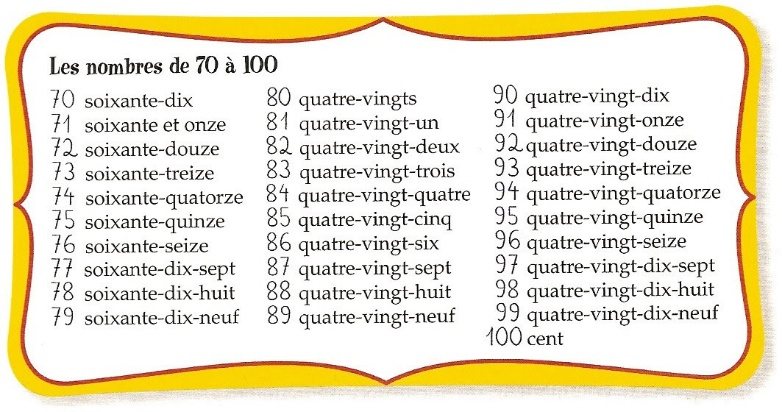 Les nombres de 70 à 100
70 soixante-dix
71 soixante et onze
72 soixante-douze
73 soixante-treize
74 soixante-quatorze
75 soixante-quinze
76 soixante-seize
77 soixante-dix-sept
78 soixante-dix-huit
79 soixante-dix-neuf
80 quatre-vingts
81 quatre-vingt-un
82 quatre-vingt-deux
83 quatre-vingt-trois
84 quatre-vingt-quatre
85 quatre-vingt-cinq
86 quatre-vingt-six
87 quatre-vingt-sept
88 quatre-vingt-huit
89 quatre-vingt-neuf
90 quatre-vingt-dix
91 quatre-vingt-onze
92 quatre-vingt-douze
93 quatre-vingt-treize
94 quatre-vingt-quatorze
95 quatre-vingt-quinze
96 quatre-vingt-seize
97 quatre-vingt-dix-sept
98 quatre-vingt-dix-huit
99 quatre-vingt-dix-neuf
100 cent